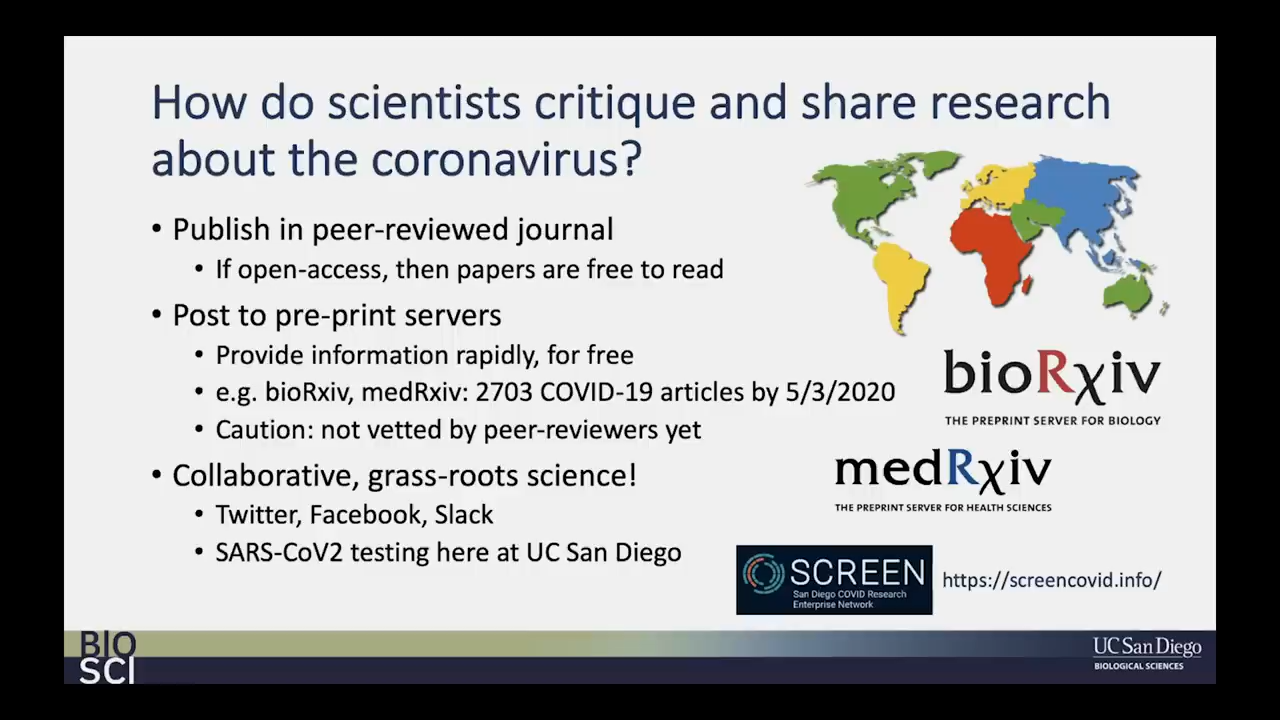 How do scientists critique and share research
about the coronavirus?
• Publish in peer-reviewed journal
• If open-access, then papers are free to read
• Post to pre-print servers
• Provide information rapidly, for free
• e.g. bioRxiv, medRxiv: 2703 COVID-19 articles by 5/3/2020
• Caution: not vetted by peer-reviewers yet
• Collaborative, grass-roots science!
• Twitter, Facebook, Slack
• SARS-CoV2 testing here at UC San Diego
bioRχiv
THE PREPRINT SERVER FOR BIOLOGY
medRχiv
THE PREPRINT SERVER FOR HEALTH SCIENCES
SCREEN
San Diego COVID Research
Enterprise Network
https://screencovid.info/
BIO
SCI
UC San Diego
BIOLOGICAL SCIENCES